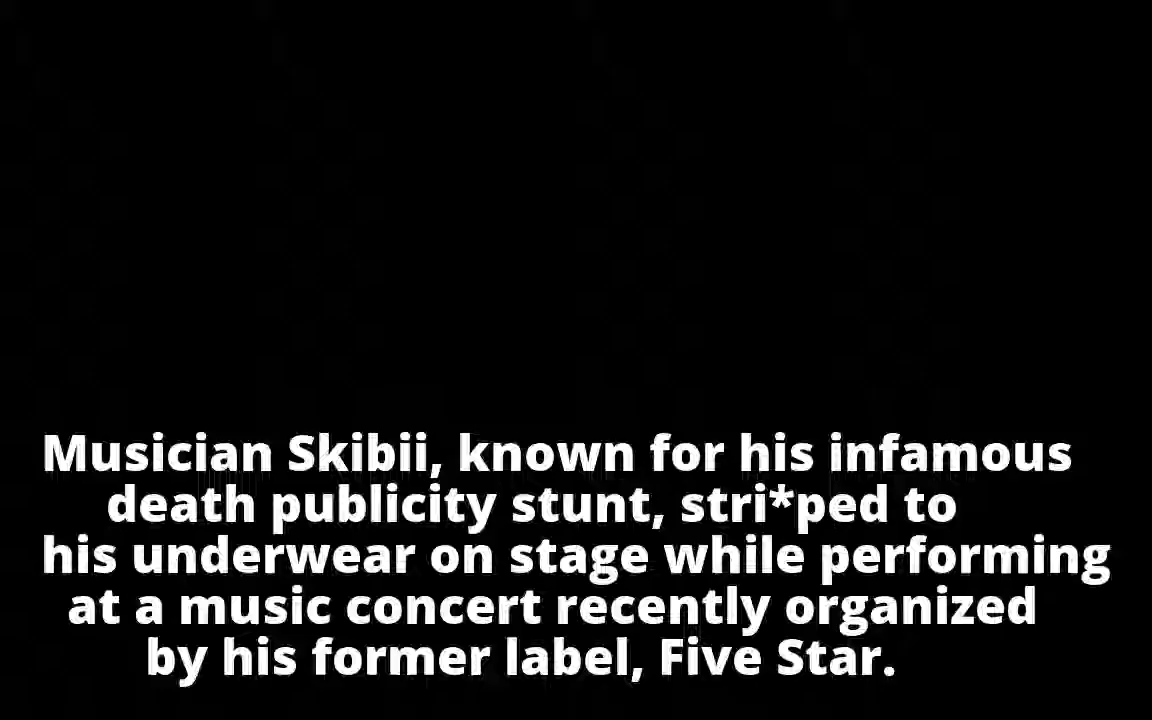 Musician Skibii, known for his infamous
death publicity stunt, stri*ped to
his underwear on stage while performing
at a music concert recently organized
by his former label, Five Star.